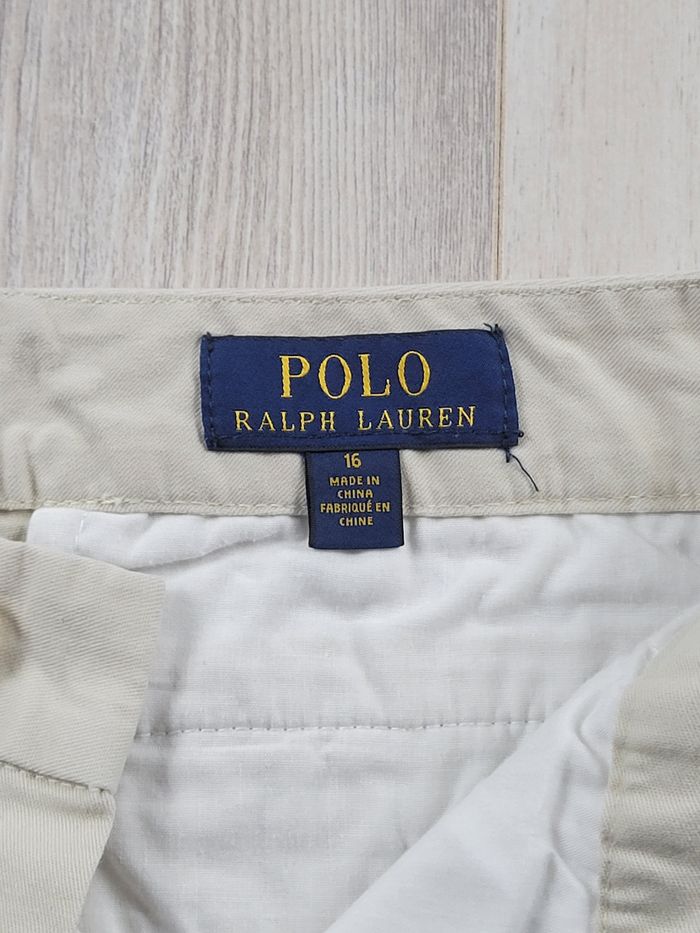 POLO
RALPH LAUREN
16
MADE IN
CHINA
FABRIQUÉ EN
CHINE